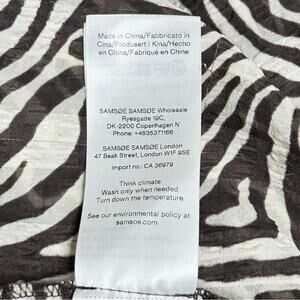 Made in China/Fabbricato in
Cina/Produsert i Kina/Hecho
en China/Fabriqué en Chine
SAMSØE SAMSØE Wholesale
Ryesgade 19C,
DK-2200 Copenhagen N
Phone: +4535371166
SAMSØE SAMSØE London
47 Beak Street, London W1F 9SE
Import no.: CA 36979
Think climate
Wash only when needed
Turn down the temperature
See our environmental policy at
samsoe.com